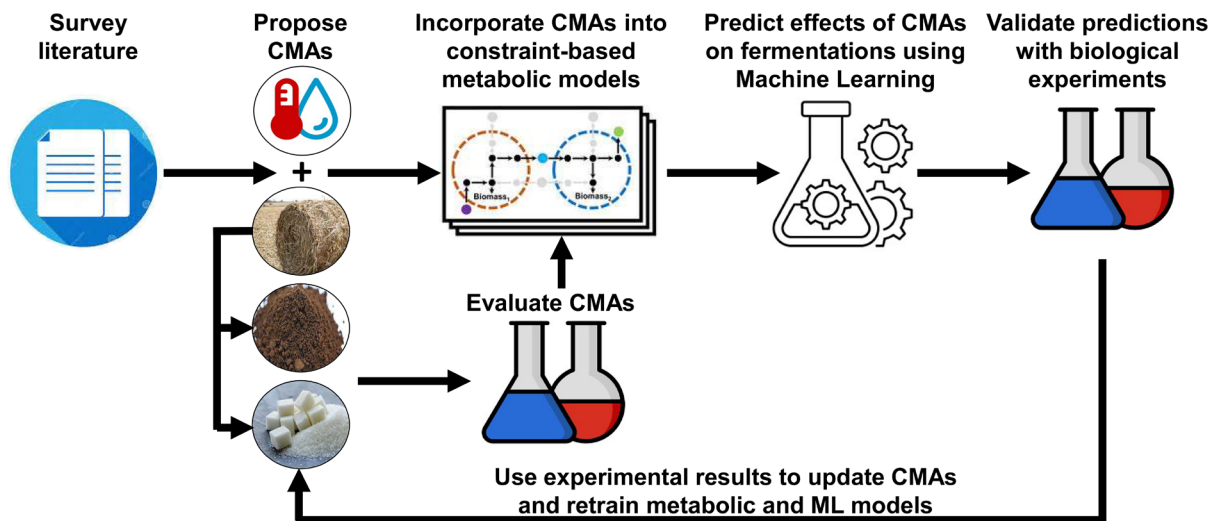 Survey
literature
Propose
CMAs
Incorporate CMAs into
constraint-based
metabolic models
Predict effects of CMAs
on fermentations using
Machine Learning
Validate predictions
with biological
experiments
+
Biomass₁
Biomass₂
Evaluate CMAs
Use experimental results to update CMAs
and retrain metabolic and ML models